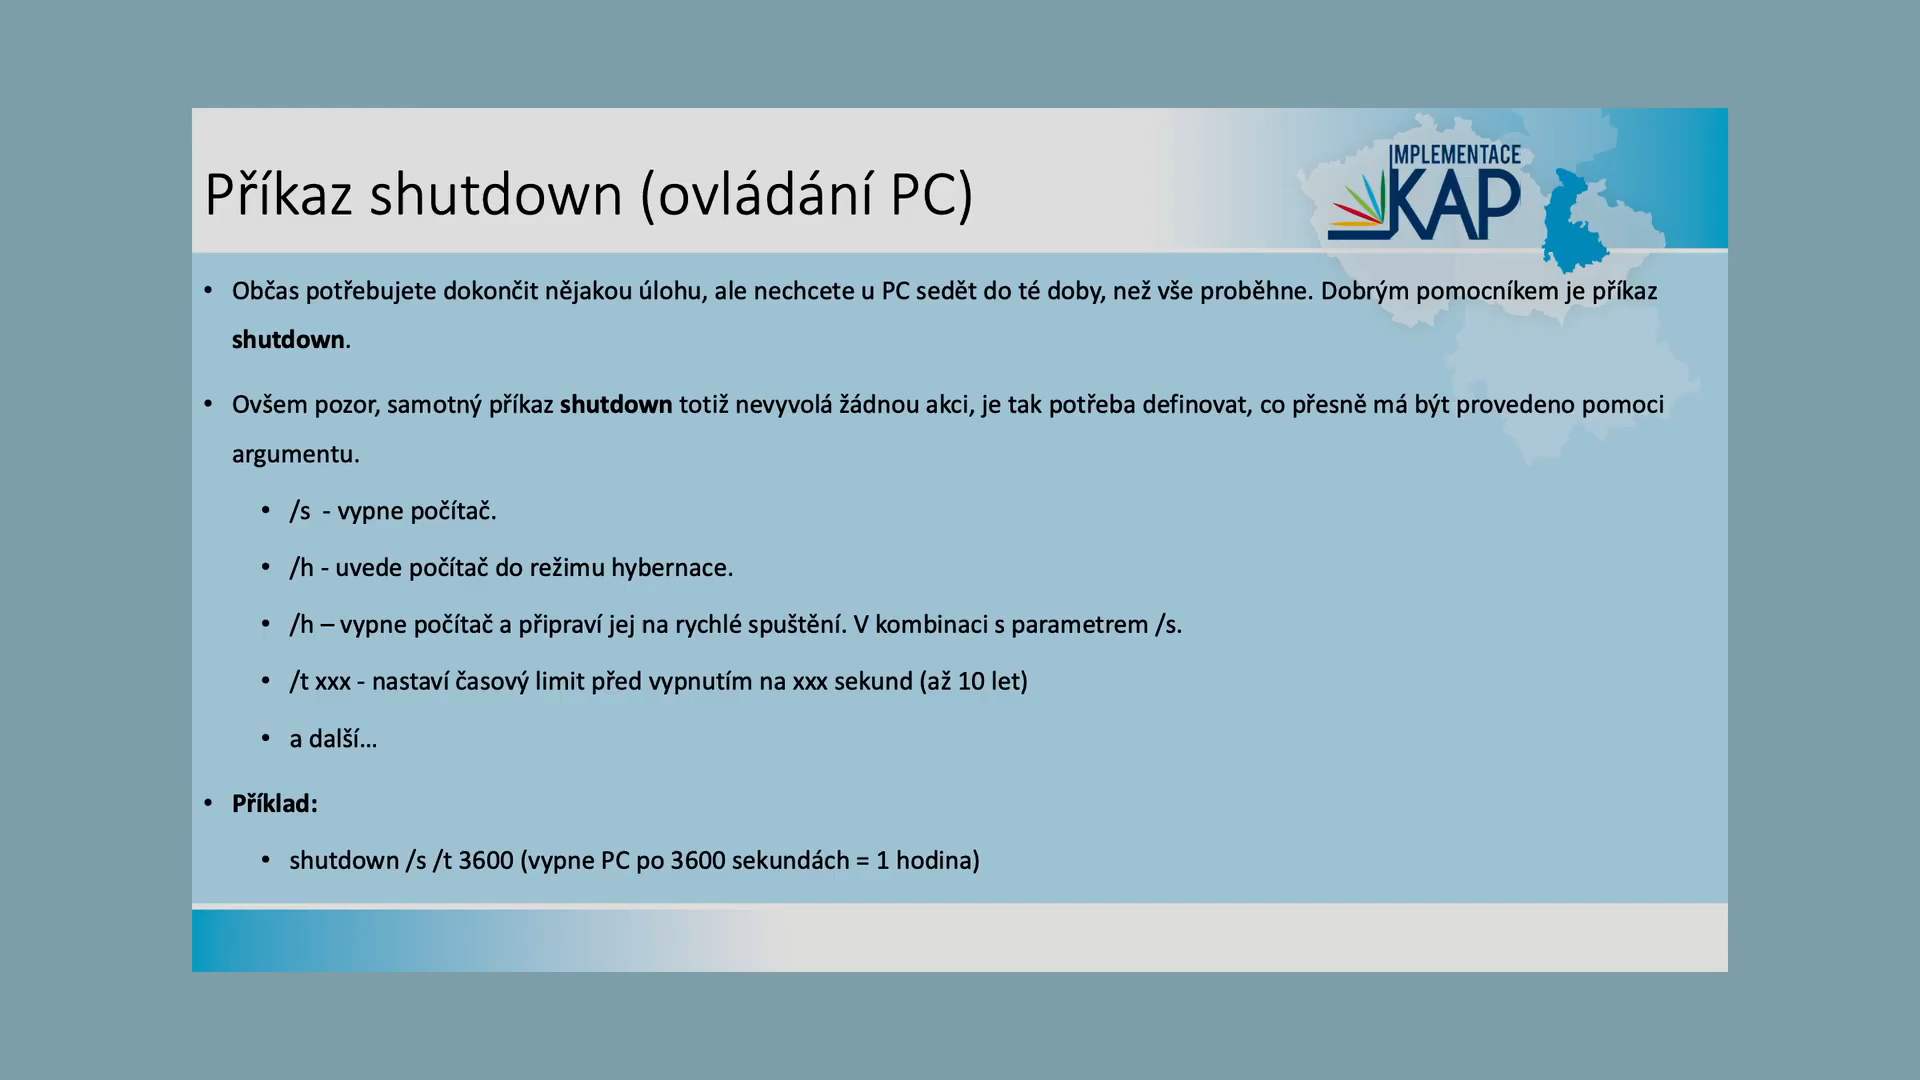 Příkaz shutdown (ovládání PC)
IMPLEMENTACE
KAP
• Občas potřebujete dokončit nějakou úlohu, ale nechcete u PC sedět do té doby, než vše proběhne. Dobrým pomocníkem je příkaz
shutdown.
• Ovšem pozor, samotný příkaz shutdown totiž nevyvolá žádnou akci, je tak potřeba definovat, co přesně má být provedeno pomoci
argumentu.
• /s  - vypne počítač.
• /h - uvede počítač do režimu hybernace.
• /h – vypne počítač a připraví jej na rychlé spuštění. V kombinaci s parametrem /s.
• /t xxx - nastaví časový limit před vypnutím na xxx sekund (až 10 let)
• a další…
• Příklad:
• shutdown /s /t 3600 (vypne PC po 3600 sekundách = 1 hodina)